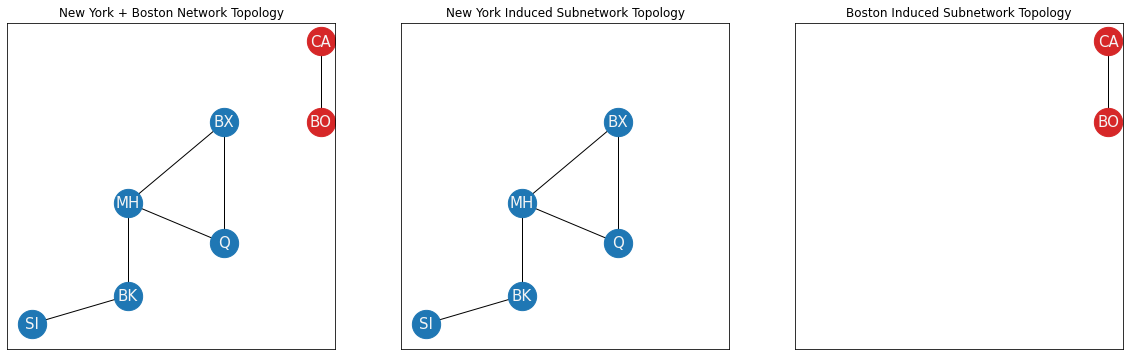 New York + Boston Network Topology
CA
BO
BX
MH
Q
BK
SI
New York Induced Subnetwork Topology
BX
MH
Q
BK
SI
Boston Induced Subnetwork Topology
CA
BO